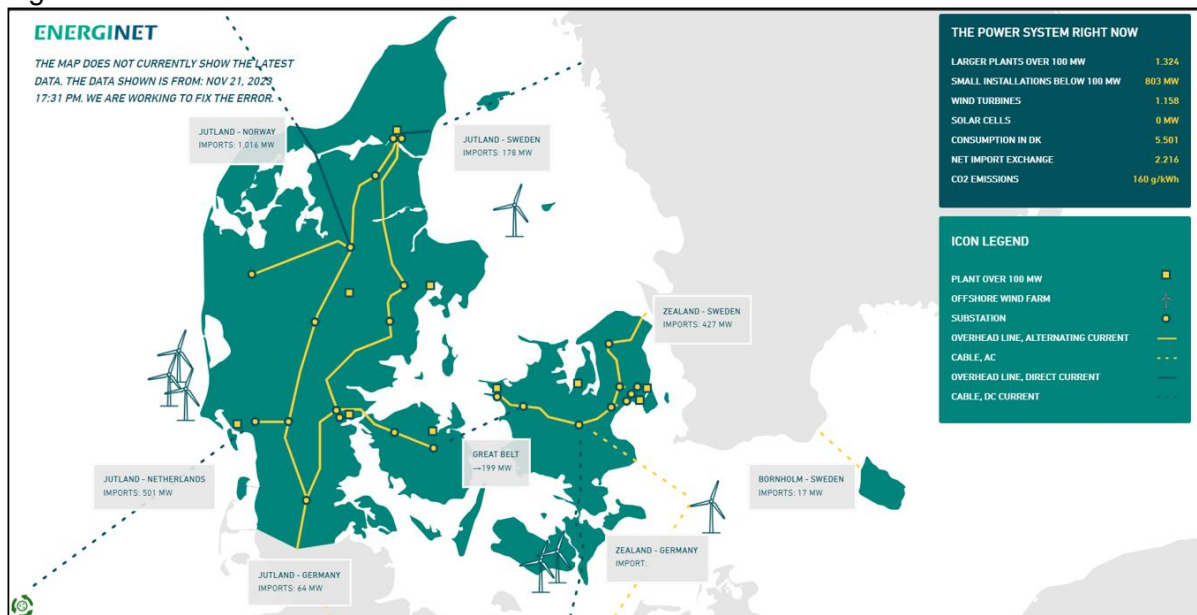 ENERGINET
THE MAP DOES NOT CURRENTLY SHOW THE LATEST
DATA. THE DATA SHOWN IS FROM: NOV 21, 2023
17:31 PM. WE ARE WORKING TO FIX THE ERROR.
JUTLAND - NORWAY
IMPORTS: 1,016 MW
JUTLAND - SWEDEN
IMPORTS: 178 MW
ZEALAND - SWEDEN
IMPORTS: 427 MW
JUTLAND - NETHERLANDS
IMPORTS: 501 MW
GREAT BELT
→199 MW
BORNHOLM - SWEDEN
IMPORTS: 17 MW
JUTLAND - GERMANY
IMPORTS: 64 MW
ZEALAND - GERMANY
IMPORT:
THE POWER SYSTEM RIGHT NOW
LARGER PLANTS OVER 100 MW 1.324
SMALL INSTALLATIONS BELOW 100 MW 803 MW
WIND TURBINES 1.158
SOLAR CELLS 0 MW
CONSUMPTION IN DK 5.501
NET IMPORT EXCHANGE 2.216
CO2 EMISSIONS 160 g/kWh
ICON LEGEND
PLANT OVER 100 MW
OFFSHORE WIND FARM
SUBSTATION
OVERHEAD LINE, ALTERNATING CURRENT
CABLE, AC
OVERHEAD LINE, DIRECT CURRENT
CABLE, DC CURRENT